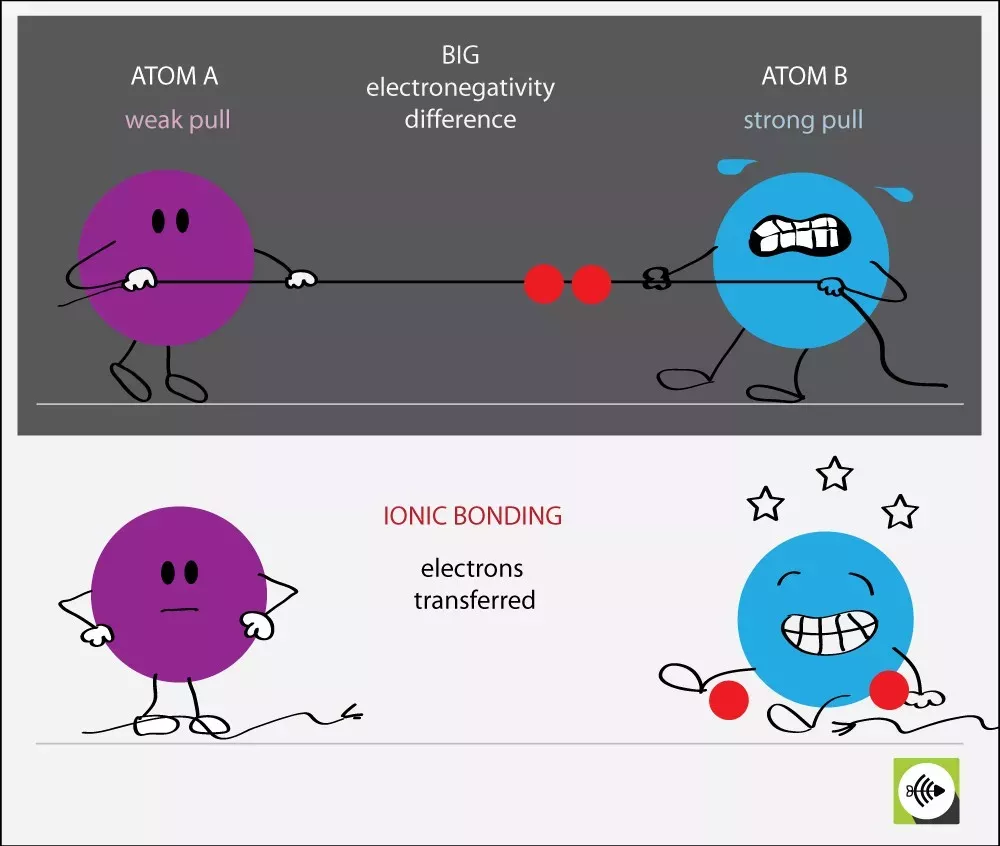 ATOM A
weak pull
BIG
electronegativity
difference
ATOM B
strong pull
IONIC BONDING
electrons
transferred